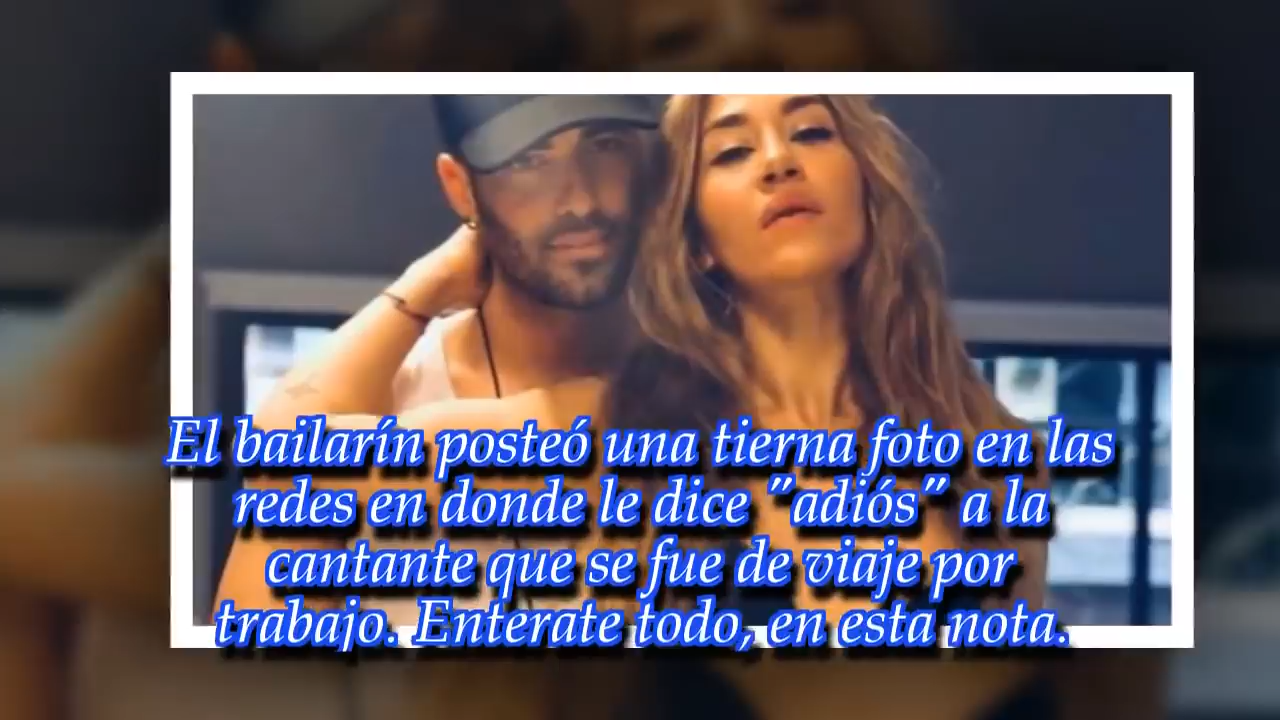 El bailarín posteó una tierna foto en las
redes en donde le dice "adiós" a la
cantante que se fue de viaje por
trabajo. Enterate todo, en esta nota.